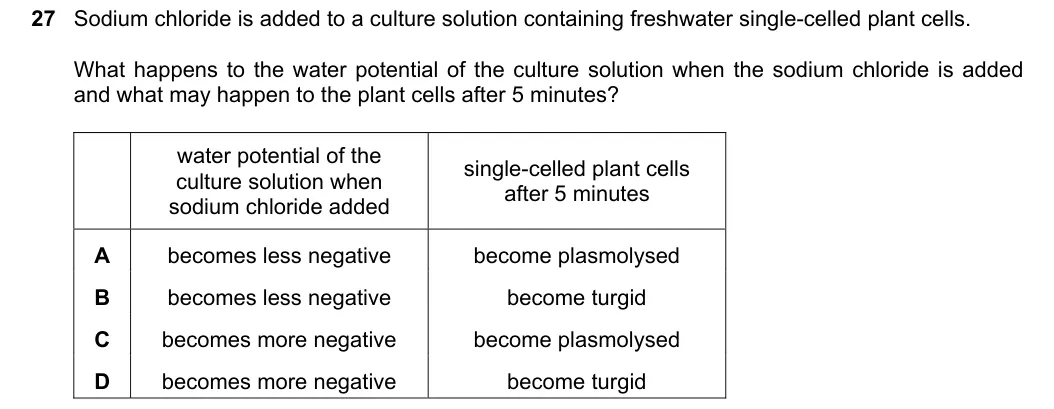 27 Sodium chloride is added to a culture solution containing freshwater single-celled plant cells.
What happens to the water potential of the culture solution when the sodium chloride is added
and what may happen to the plant cells after 5 minutes?
water potential of the
culture solution when
sodium chloride added
single-celled plant cells
after 5 minutes
A becomes less negative become plasmolysed
B becomes less negative become turgid
C becomes more negative become plasmolysed
D becomes more negative become turgid